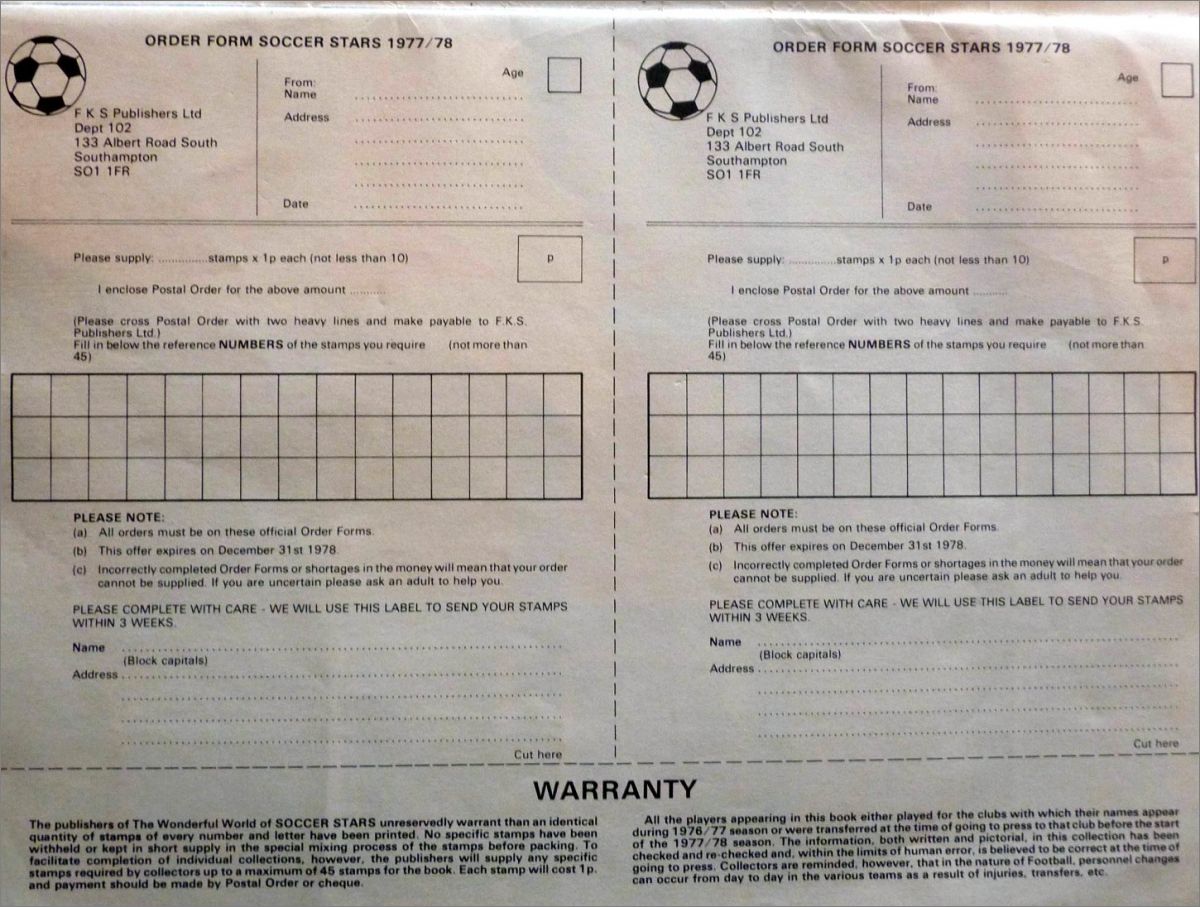 ORDER FORM SOCCER STARS 1977/78
F K S Publishers Ltd
Dept 102
133 Albert Road South
Southampton
SO1 1FR
Age
From:
Name
Address
Date
Please supply: ..............stamps x 1p each (not less than 10)
p
I enclose Postal Order for the above amount ..........
(Please cross Postal Order with two heavy lines and make payable to F.K.S.
Publishers Ltd.)
Fill in below the reference NUMBERS of the stamps you require (not more than
45)
PLEASE NOTE:
(a) All orders must be on these official Order Forms.
(b) This offer expires on December 31st 1978.
(c) Incorrectly completed Order Forms or shortages in the money will mean that your order
cannot be supplied. If you are uncertain please ask an adult to help you.
PLEASE COMPLETE WITH CARE - WE WILL USE THIS LABEL TO SEND YOUR STAMPS
WITHIN 3 WEEKS.
Name
(Block capitals)
Address
Cut here
ORDER FORM SOCCER STARS 1977/78
F K S Publishers Ltd
Dept 102
133 Albert Road South
Southampton
SO1 1FR
Age
From:
Name
Address
Date
Please supply: ..............stamps x 1p each (not less than 10)
p
I enclose Postal Order for the above amount ..........
(Please cross Postal Order with two heavy lines and make payable to F.K.S.
Publishers Ltd.)
Fill in below the reference NUMBERS of the stamps you require (not more than
45)
PLEASE NOTE:
(a) All orders must be on these official Order Forms.
(b) This offer expires on December 31st 1978.
(c) Incorrectly completed Order Forms or shortages in the money will mean that your order
cannot be supplied. If you are uncertain please ask an adult to help you.
PLEASE COMPLETE WITH CARE - WE WILL USE THIS LABEL TO SEND YOUR STAMPS
WITHIN 3 WEEKS.
Name
(Block capitals)
Address
Cut here
WARRANTY
The publishers of The Wonderful World of SOCCER STARS unreservedly warrant than an identical
quantity of stamps of every number and letter have been printed. No specific stamps have been
withheld or kept in short supply in the special mixing process of the stamps before packing. To
facilitate completion of individual collections, however, the publishers will supply any specific
stamps required by collectors up to a maximum of 45 stamps for the book. Each stamp will cost 1p.
and payment should be made by Postal Order or cheque.
All the players appearing in this book either played for the clubs with which their names appear
during 1976/77 season or were transferred at the time of going to press to that club before the start
of the 1977/78 season. The information, both written and pictorial, in this collection has been
checked and re-checked and, within the limits of human error, is believed to be correct at the time of
going to press. Collectors are reminded, however, that in the nature of Football, personnel changes
can occur from day to day in the various teams as a result of injuries, transfers, etc.